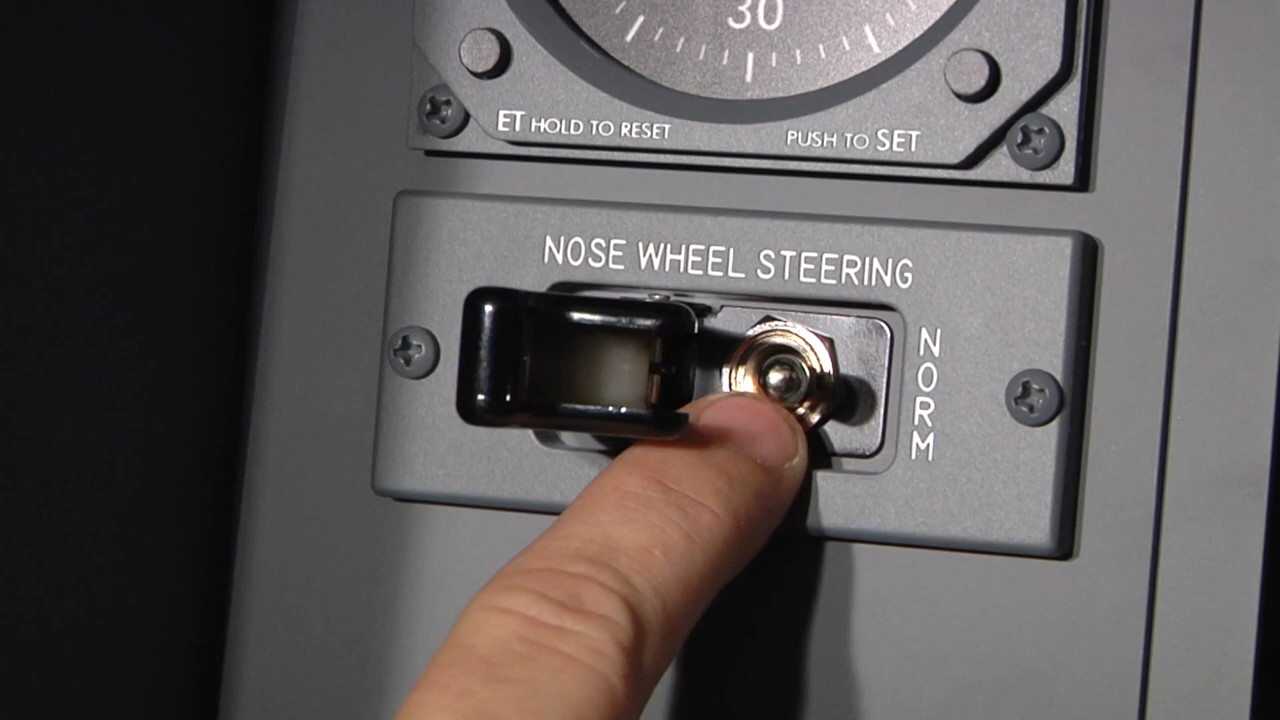 30
ET HOLD TO RESET
PUSH TO SET
NOSE WHEEL STEERING
NORM